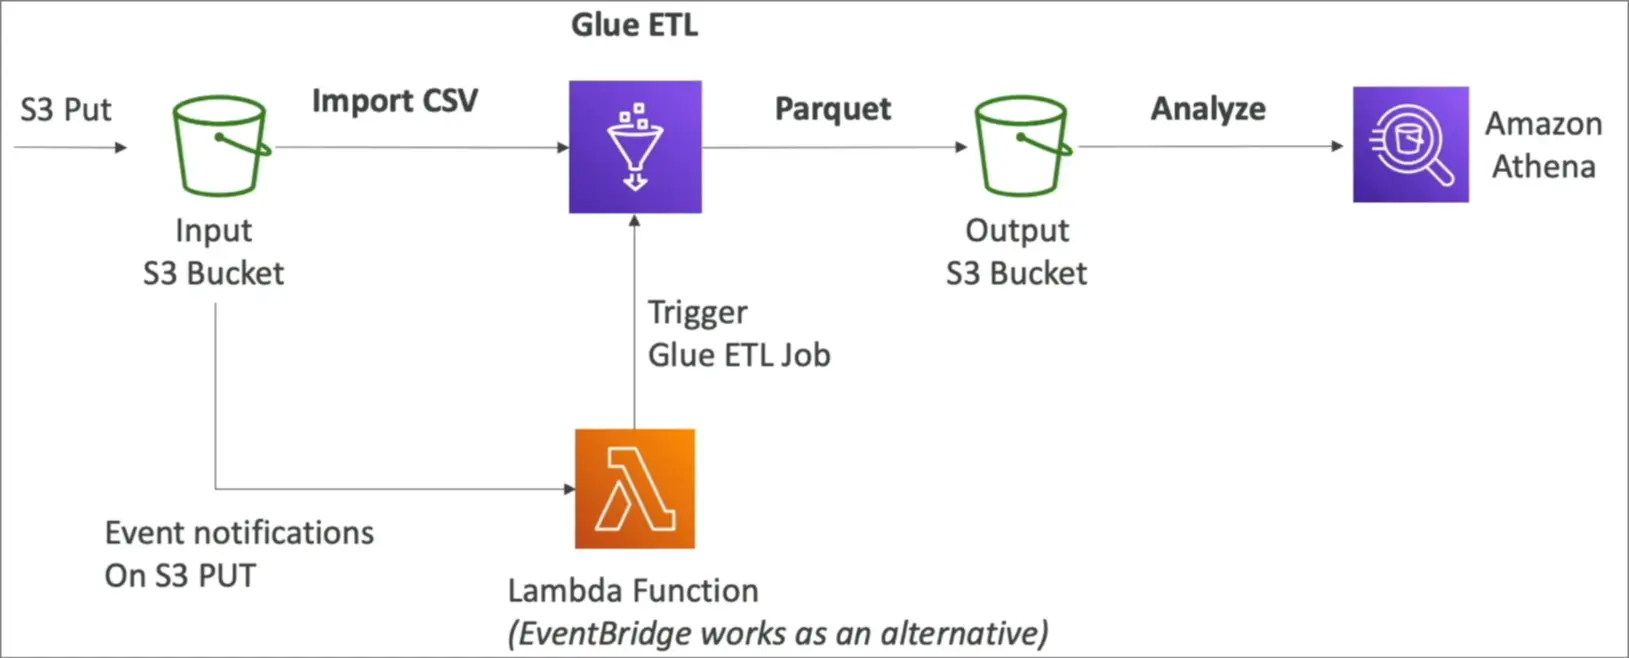 Glue ETL
S3 Put
Import CSV
Parquet
Analyze
Amazon
Athena
Input
S3 Bucket
Output
S3 Bucket
Trigger
Glue ETL Job
Event notifications
On S3 PUT
Lambda Function
(EventBridge works as an alternative)